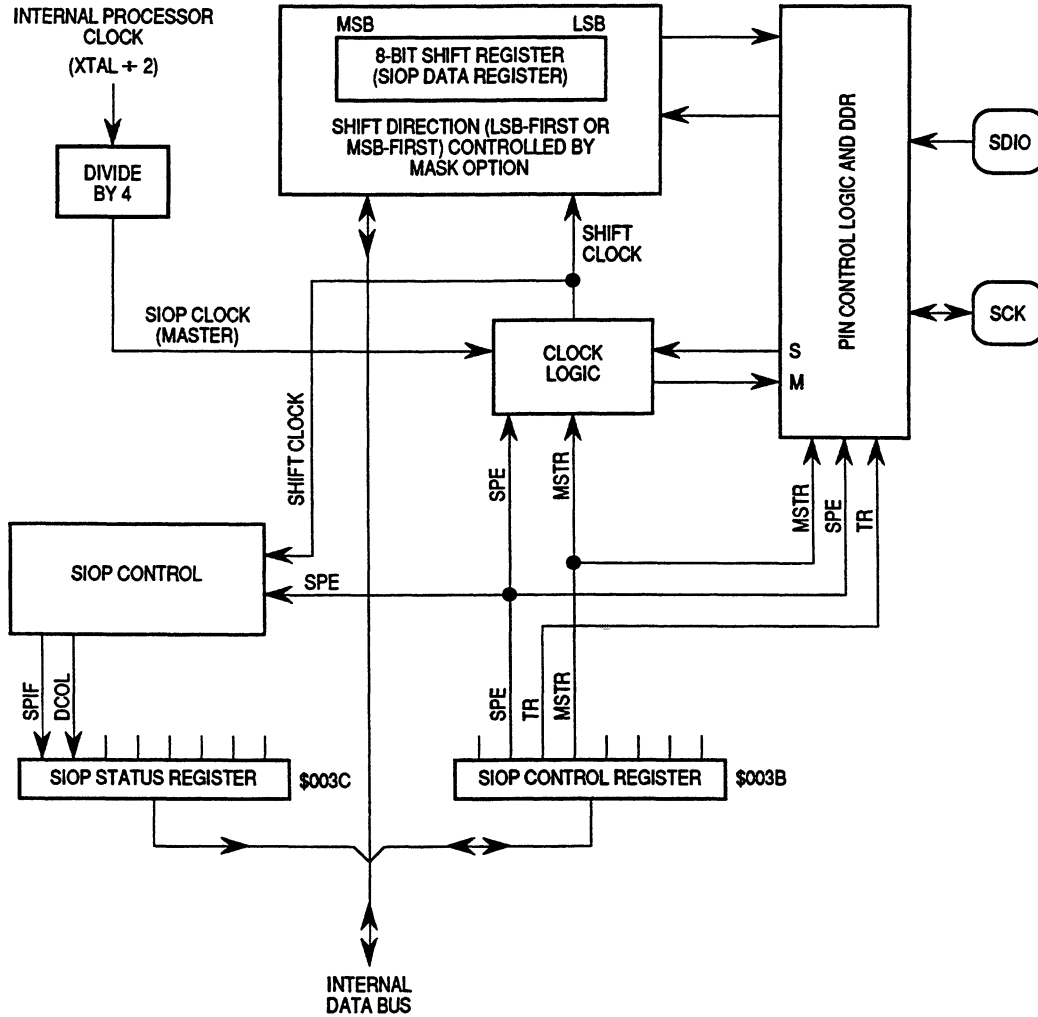 INTERNAL PROCESSOR
CLOCK
(XTAL ÷ 2)
DIVIDE
BY 4
MSB
LSB
8-BIT SHIFT REGISTER
(SIOP DATA REGISTER)
SHIFT DIRECTION (LSB-FIRST OR
MSB-FIRST) CONTROLLED BY
MASK OPTION
PIN CONTROL LOGIC AND DDR
SDIO
SCK
SHIFT
CLOCK
SIOP CLOCK
(MASTER)
CLOCK
LOGIC
S
M
SHIFT CLOCK
SPE
MSTR
MSTR
SPE
TR
SIOP CONTROL
SPE
SPIF
DCOL
SPE
TR
MSTR
SIOP STATUS REGISTER
$003C
SIOP CONTROL REGISTER
$003B
INTERNAL
DATA BUS